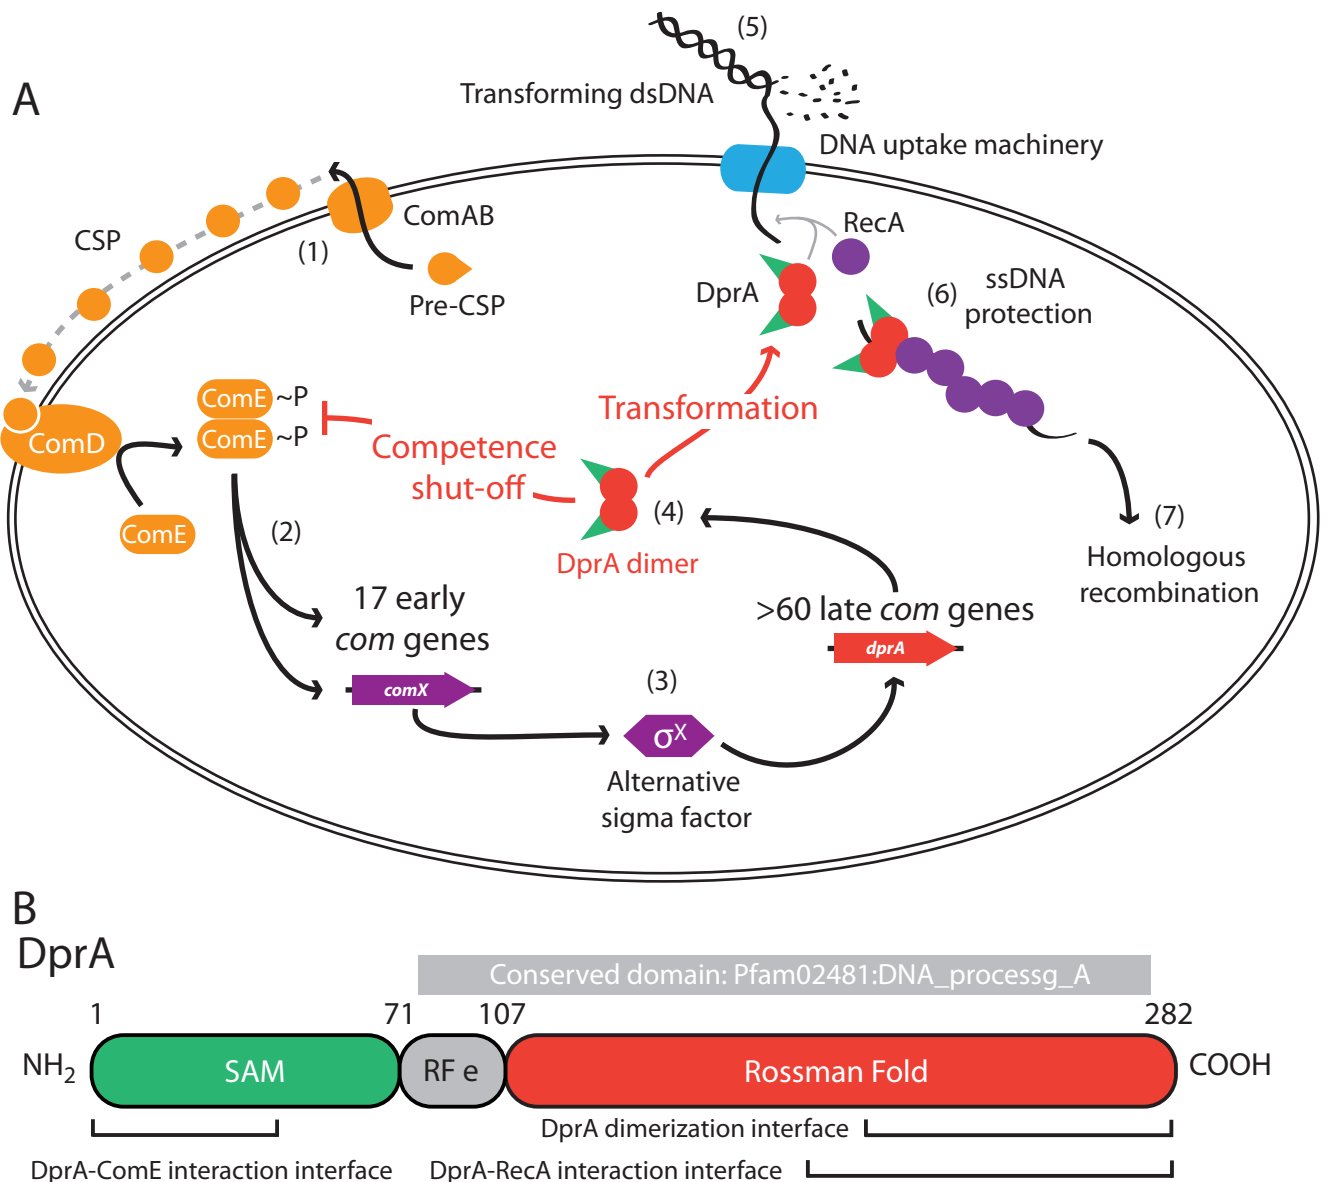 A
(5)
Transforming dsDNA
DNA uptake machinery
CSP
(1)
ComAB
Pre-CSP
RecA
DprA
(6)
ssDNA
protection
ComD
ComE ~P
ComE ~P
ComE
(2)
Competence
shut-off
Transformation
(4)
DprA dimer
(7)
Homologous
recombination
17 early
com genes
comX
(3)
σX
Alternative
sigma factor
>60 late com genes
dprA
B
DprA
Conserved domain: Pfam02481:DNA_processg_A
1 71 107 282
NH2 SAM RF e Rossman Fold COOH
DprA dimerization interface
DprA-ComE interaction interface DprA-RecA interaction interface